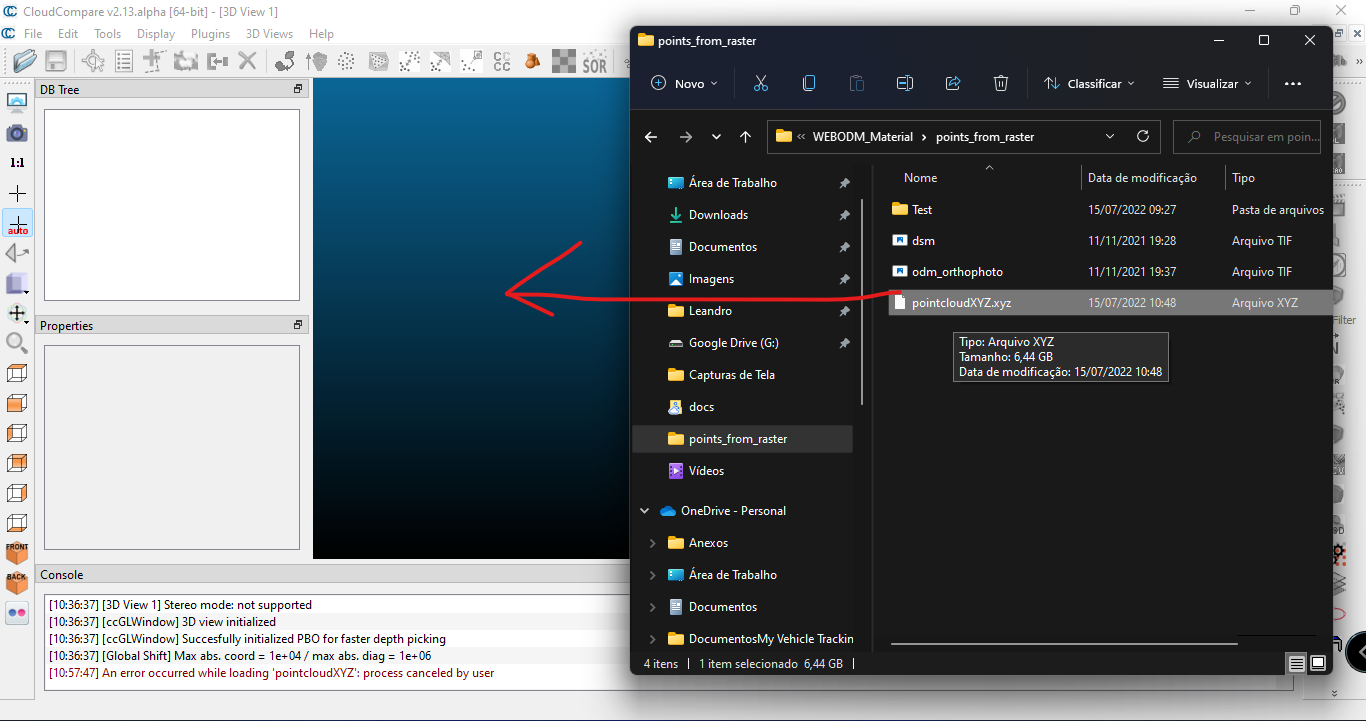 CloudCompare v2.13.alpha [64-bit] - [3D View 1]
File Edit Tools Display Plugins 3D Views Help
CC
CC
SOR
DB Tree
1:1
auto
Properties
FRONT
BACK
Console
[10:36:37] [3D View 1] Stereo mode: not supported
[10:36:37] [ccGLWindow] 3D view initialized
[10:36:37] [ccGLWindow] Succesfully initialized PBO for faster depth picking
[10:36:37] [Global Shift] Max abs. coord = 1e+04 / max abs. diag = 1e+06
[10:57:47] An error occurred while loading 'pointcloudXYZ': process canceled by user
points_from_raster
Novo Classificar Visualizar
WEBODM_Material points_from_raster
Pesquisar em poin...
Área de Trabalho
Downloads
Documentos
Imagens
Leandro
Google Drive (G:)
Capturas de Tela
docs
points_from_raster
Vídeos
OneDrive - Personal
Anexos
Área de Trabalho
Documentos
DocumentosMy Vehicle Trackin
Nome Data de modificação Tipo
Test 15/07/2022 09:27 Pasta de arquivos
dsm 11/11/2021 19:28 Arquivo TIF
odm_orthophoto 11/11/2021 19:37 Arquivo TIF
pointcloudXYZ.xyz 15/07/2022 10:48 Arquivo XYZ
Tipo: Arquivo XYZ
Tamanho: 6,44 GB
Data de modificação: 15/07/2022 10:48
4 itens 1 item selecionado 6,44 GB
Filter